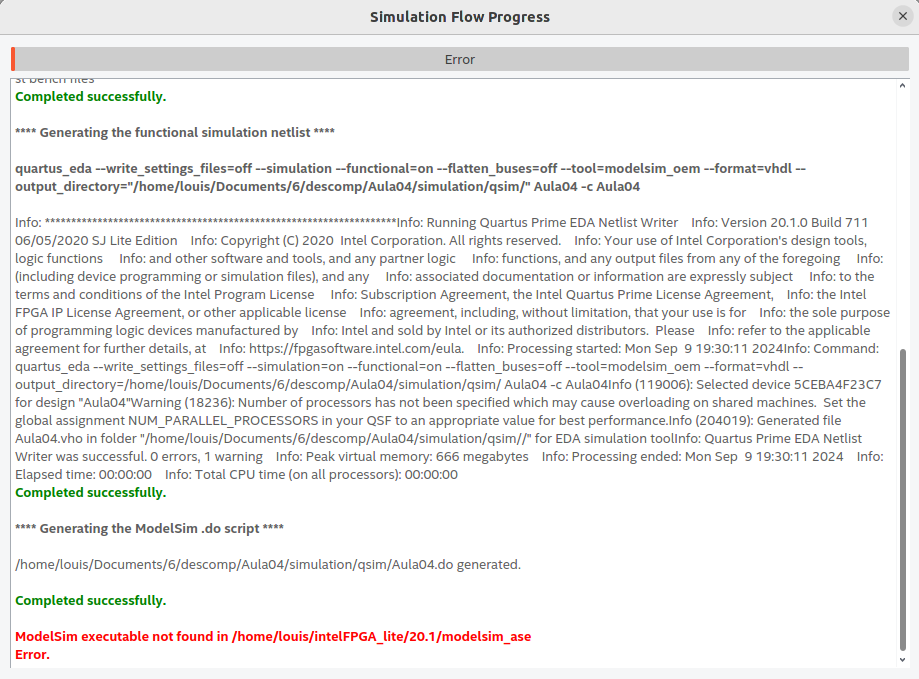 Simulation Flow Progress
Error
st bench files
Completed successfully.
**** Generating the functional simulation netlist ****
quartus_eda --write_settings_files=off --simulation --functional=on --flatten_buses=off --tool=modelsim_oem --format=vhdl --
output_directory="/home/louis/Documents/6/descomp/Aula04/simulation/qsim/" Aula04 -c Aula04
Info: *******************************************************************Info: Running Quartus Prime EDA Netlist Writer    Info: Version 20.1.0 Build 711
06/05/2020 SJ Lite Edition    Info: Copyright (C) 2020  Intel Corporation. All rights reserved.    Info: Your use of Intel Corporation's design tools,
logic functions     Info: and other software and tools, and any partner logic     Info: functions, and any output files from any of the foregoing     Info:
(including device programming or simulation files), and any     Info: associated documentation or information are expressly subject     Info: to the
terms and conditions of the Intel Program License     Info: Subscription Agreement, the Intel Quartus Prime License Agreement,    Info: the Intel
FPGA IP License Agreement, or other applicable license    Info: agreement, including, without limitation, that your use is for    Info: the sole purpose
of programming logic devices manufactured by    Info: Intel and sold by Intel or its authorized distributors.  Please    Info: refer to the applicable
agreement for further details, at    Info: https://fpgasoftware.intel.com/eula.    Info: Processing started: Mon Sep  9 19:30:11 2024Info: Command:
quartus_eda --write_settings_files=off --simulation=on --functional=on --flatten_buses=off --tool=modelsim_oem --format=vhdl --
output_directory=/home/louis/Documents/6/descomp/Aula04/simulation/qsim/ Aula04 -c Aula04Info (119006): Selected device 5CEBA4F23C7
for design "Aula04"Warning (18236): Number of processors has not been specified which may cause overloading on shared machines.  Set the
global assignment NUM_PARALLEL_PROCESSORS in your QSF to an appropriate value for best performance.Info (204019): Generated file
Aula04.vho in folder "/home/louis/Documents/6/descomp/Aula04/simulation/qsim//" for EDA simulation toolInfo: Quartus Prime EDA Netlist
Writer was successful. 0 errors, 1 warning    Info: Peak virtual memory: 666 megabytes    Info: Processing ended: Mon Sep  9 19:30:11 2024    Info:
Elapsed time: 00:00:00    Info: Total CPU time (on all processors): 00:00:00
Completed successfully.
**** Generating the ModelSim .do script ****
/home/louis/Documents/6/descomp/Aula04/simulation/qsim/Aula04.do generated.
Completed successfully.
ModelSim executable not found in /home/louis/intelFPGA_lite/20.1/modelsim_ase
Error.